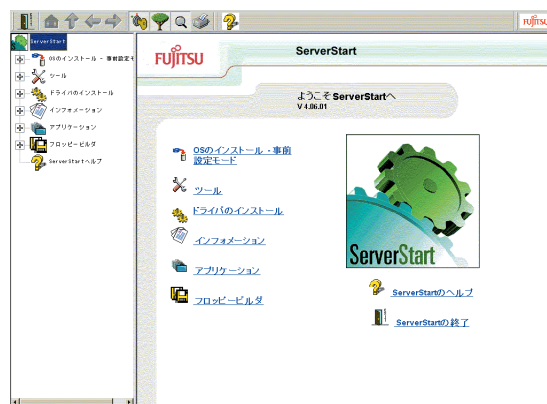 FUJITSU
ServerStart
OSのインストール - 事前設定モ
ツール
ドライバのインストール
インフォメーション
アプリケーション
フロッピービルダ
ServerStartヘルプ
FUJITSU
ServerStart
ようこそ ServerStartへ
V 4.06.01
OSのインストール - 事前
設定モード
ツール
ドライバのインストール
インフォメーション
アプリケーション
フロッピービルダ
ServerStart
ServerStartのヘルプ
ServerStartの終了